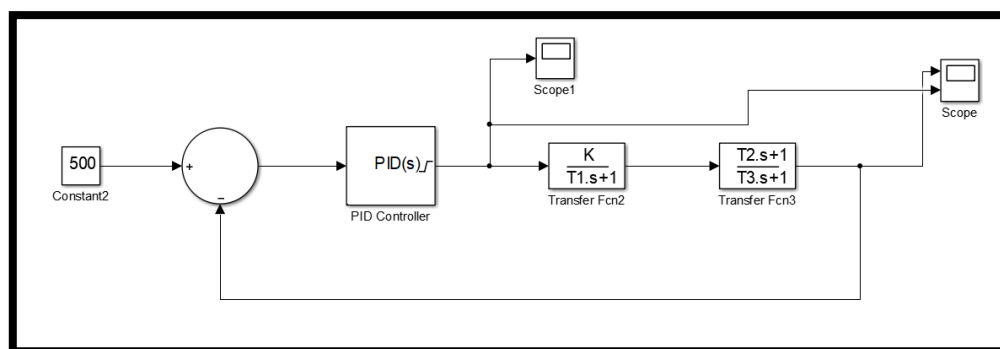 Scope1
Scope
500
Constant2
+
−
PID(s)
PID Controller
K
T1.s+1
Transfer Fcn2
T2.s+1
T3.s+1
Transfer Fcn3